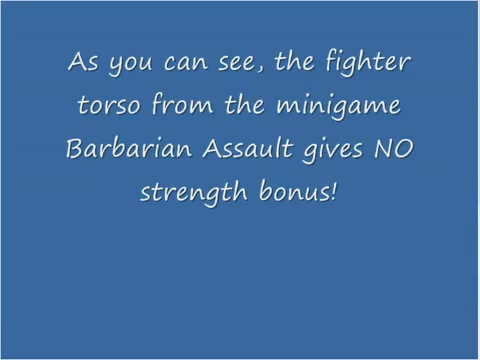 As you can see, the fighter
torso from the minigame
Barbarian Assault gives NO
strength bonus!